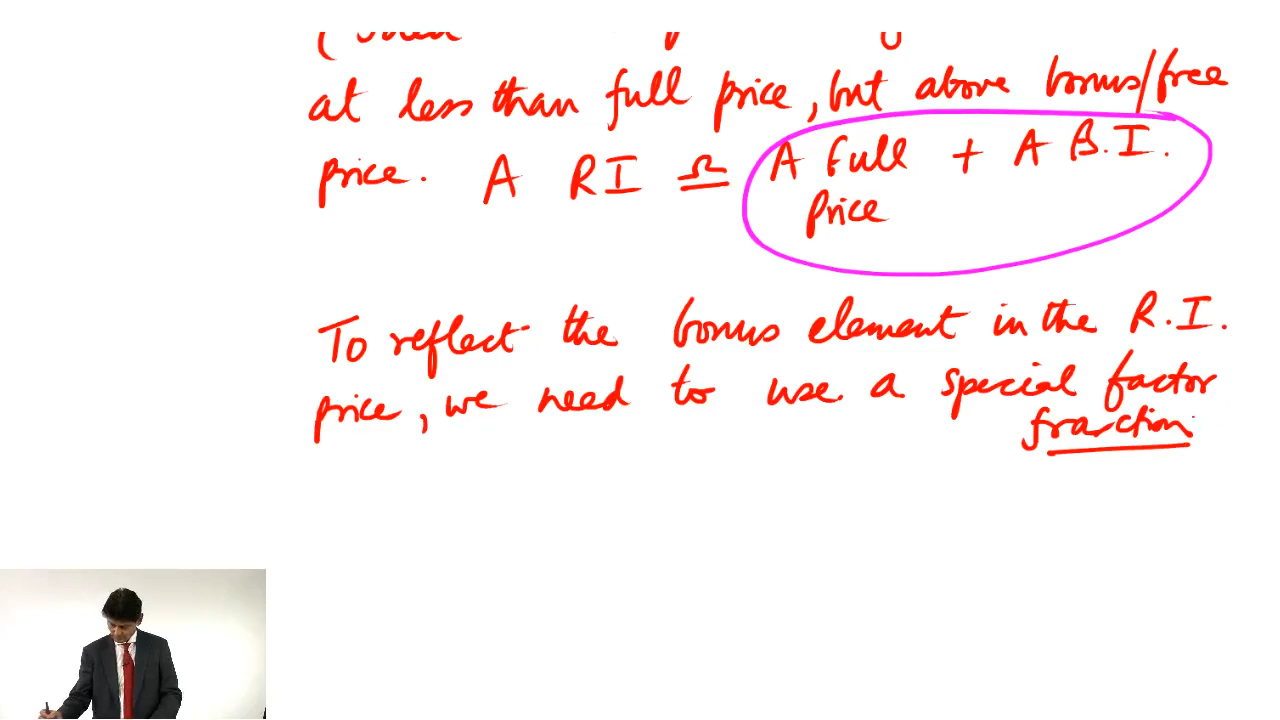 at less than full price, but above bonus/free
price. A RI ≏ A Full + A B.I.
Price
To reflect the bonus element in the R.I.
price, we need to use a special factor
fraction